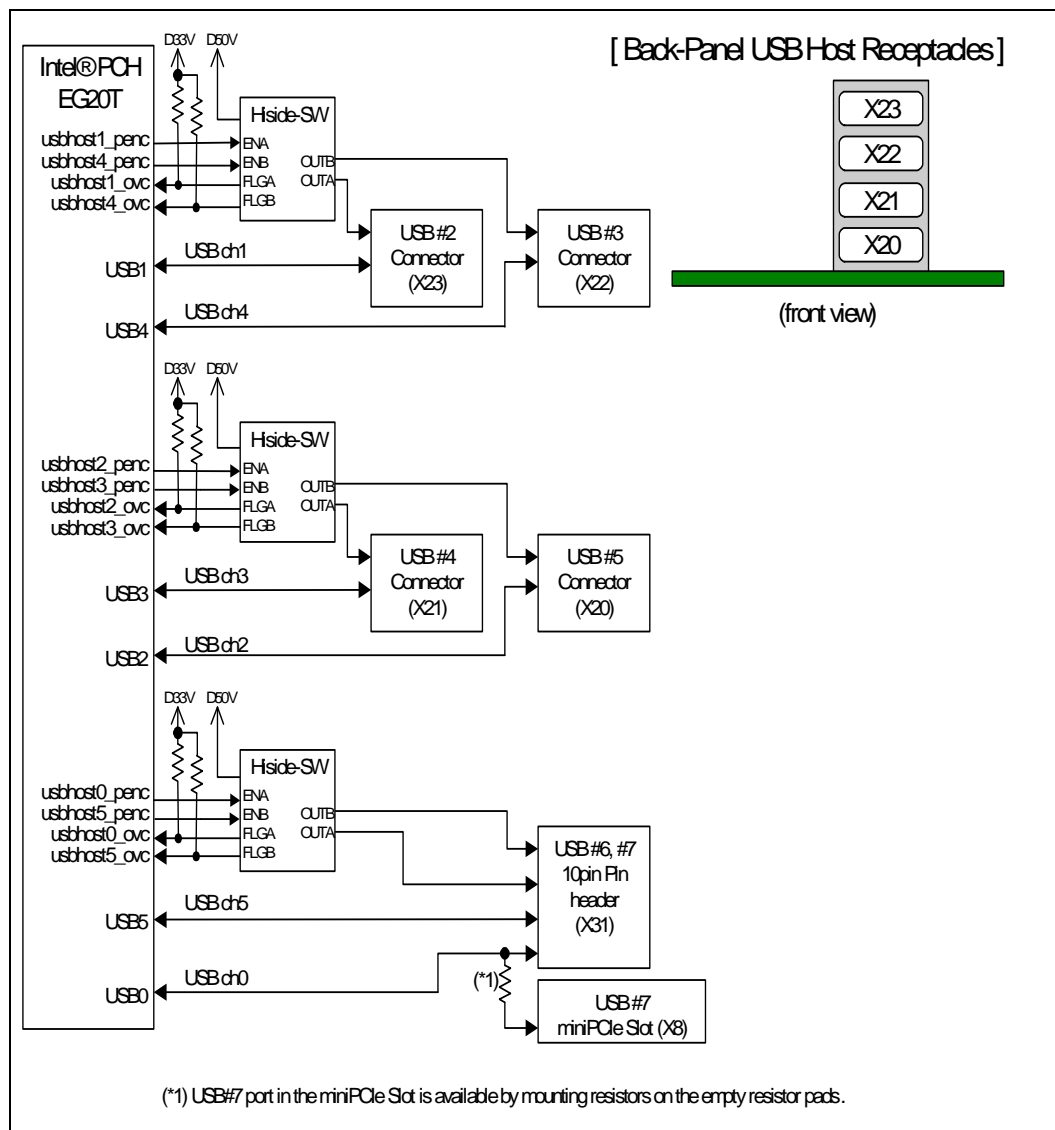 Intel® PCH
EG20T
D33V D50V
Hiside-SW
usbhost1_penc
usbhost4_penc
usbhost1_ovc
usbhost4_ovc
ENA
ENB
FLGA
FLGB
OUTB
OUTA
USB #2
Connector
(X23)
USB #3
Connector
(X22)
USB1
USB ch1
USB4
USB ch4
[ Back-Panel USB Host Receptacles ]
X23
X22
X21
X20
(front view)
D33V D50V
Hiside-SW
usbhost2_penc
usbhost3_penc
usbhost2_ovc
usbhost3_ovc
ENA
ENB
FLGA
FLGB
OUTB
OUTA
USB #4
Connector
(X21)
USB #5
Connector
(X20)
USB3
USB ch3
USB2
USB ch2
D33V D50V
Hiside-SW
usbhost0_penc
usbhost5_penc
usbhost0_ovc
usbhost5_ovc
ENA
ENB
FLGA
FLGB
OUTB
OUTA
USB #6, #7
10pin Pin
header
(X31)
USB5
USB ch5
USB0
USB ch0
(*1)
USB #7
miniPCIe Slot (X8)
(*1) USB#7 port in the miniPCIe Slot is available by mounting resistors on the empty resistor pads.